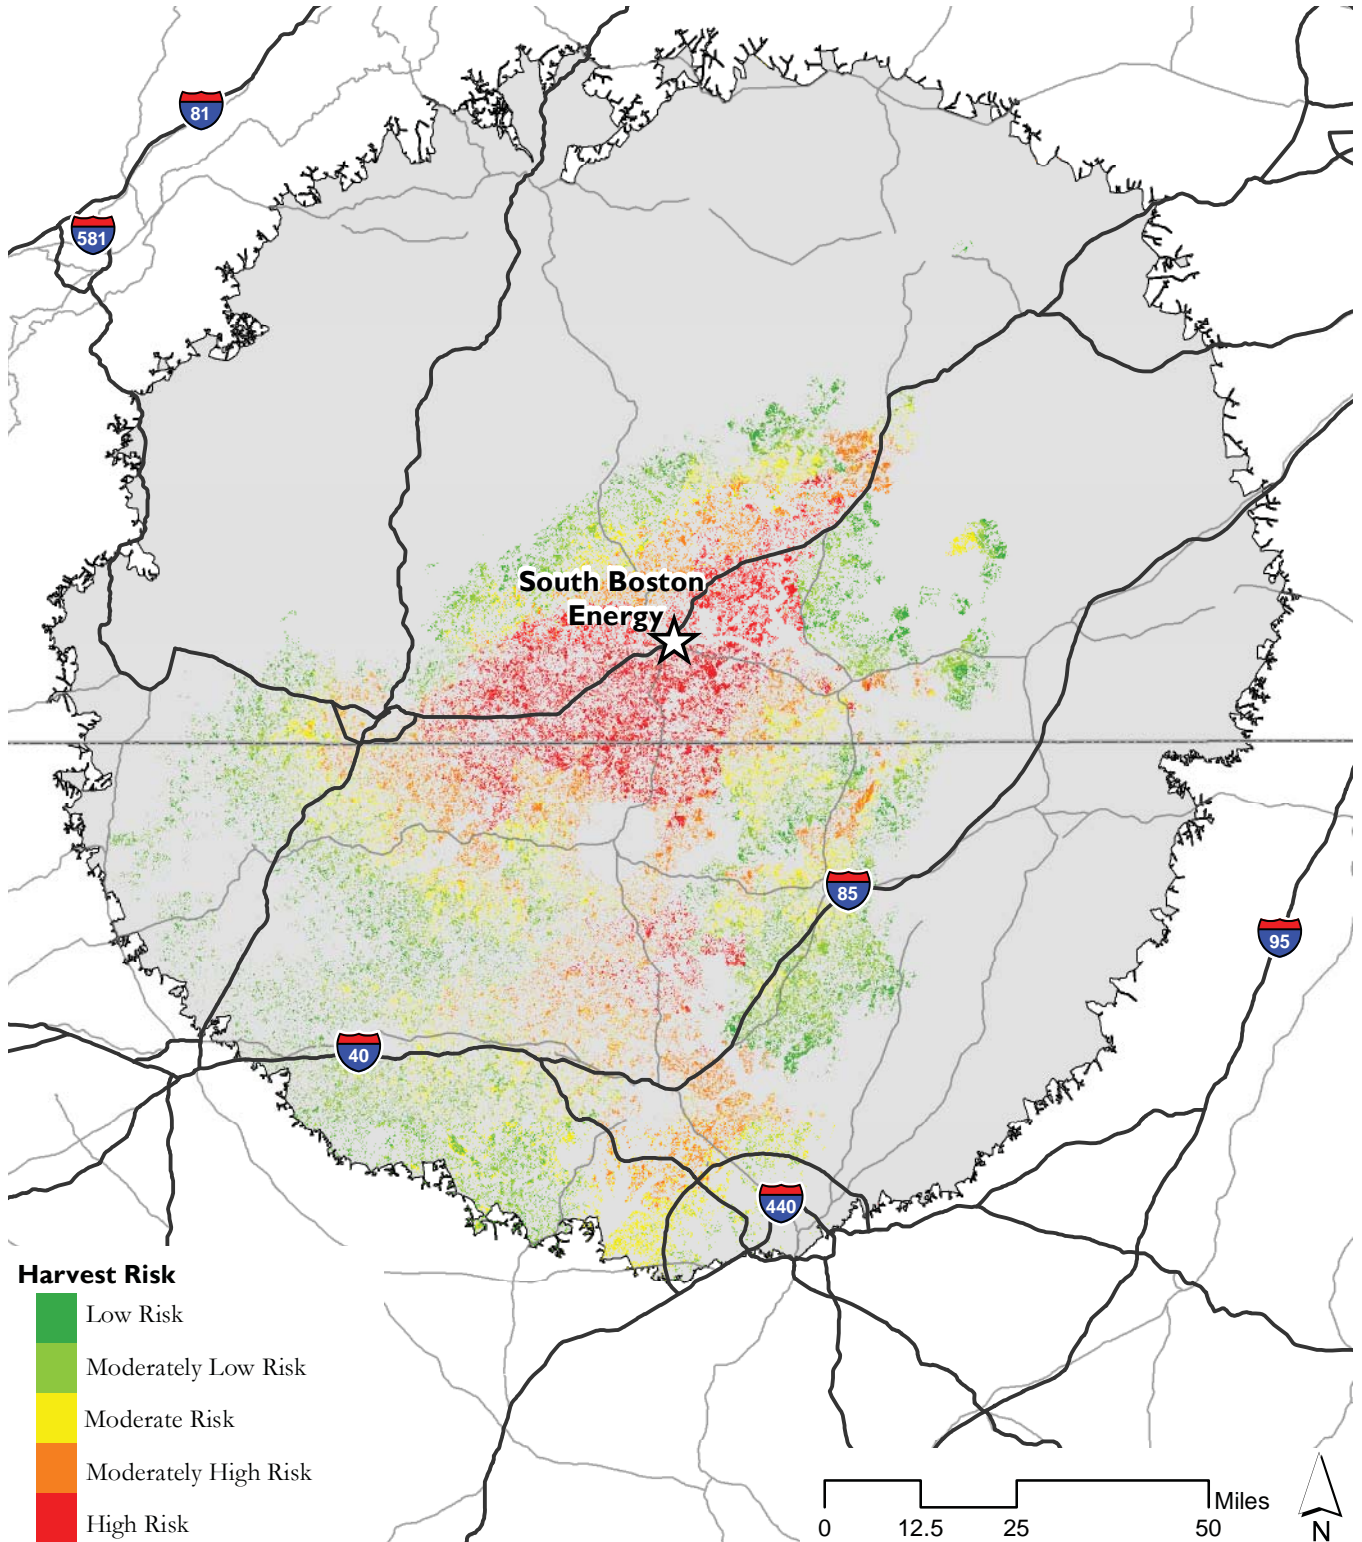 81
581
South Boston
Energy
85
95
40
440
Harvest Risk
Low Risk
Moderately Low Risk
Moderate Risk
Moderately High Risk
High Risk
Miles
0 12.5 25 50
N